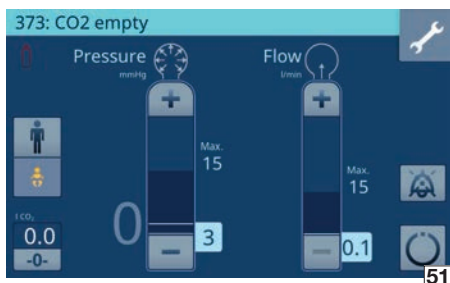 373: CO2 empty
Pressure
mmHg
Flow
l/min
+
+
Max.
15
Max.
15
0
3
0.1
l CO₂
0.0
-0-
−
−
51